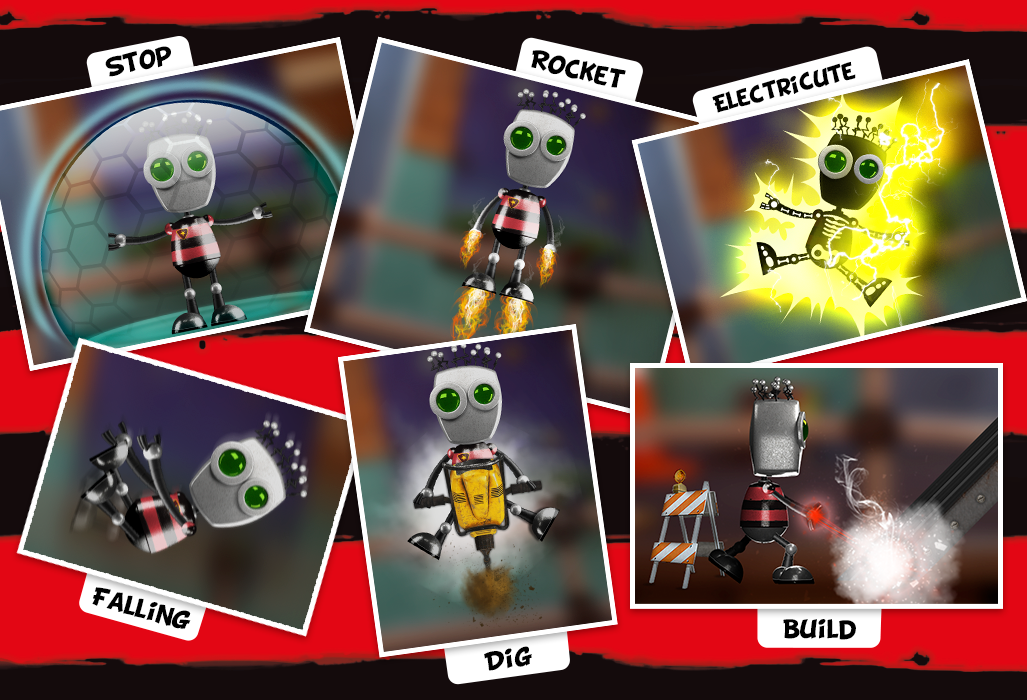 STOP
ROCKET
ELECTRiCUTE
FALLiNG
DiG
BUiLD